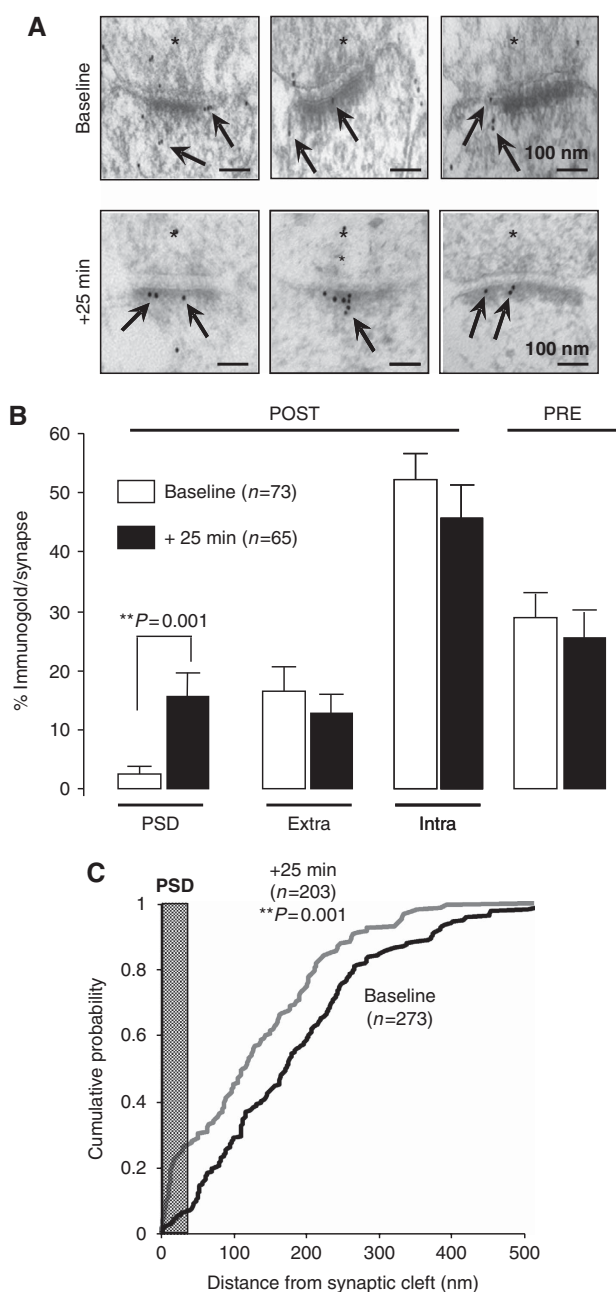 A
Baseline
*
*
*
100 nm
+25 min
*
*
*
*
100 nm
B
POST
PRE
% Immunogold/synapse
60
50
40
30
20
10
0
Baseline (n=73)
+ 25 min (n=65)
**P=0.001
PSD
Extra
Intra
C
PSD
+25 min
(n=203)
**P=0.001
Baseline
(n=273)
Cumulative probability
1
0.8
0.6
0.4
0.2
0
0
100
200
300
400
500
Distance from synaptic cleft (nm)